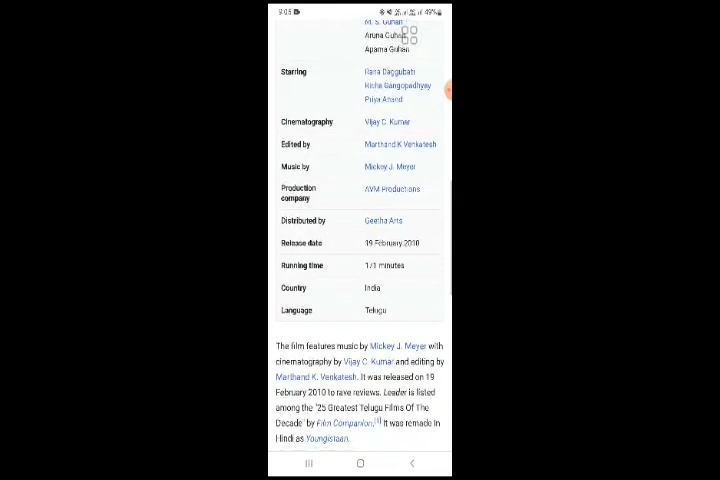 9:05 49%
M. S. Guhan
Aruna Guhan
Aparna Guhan
Starring Rana Daggubati
Richa Gangopadhyay
Priya Anand
Cinematography Vijay C. Kumar
Edited by Marthand K Venkatesh
Music by Mickey J. Meyer
Production company AVM Productions
Distributed by Geetha Arts
Release date 19 February 2010
Running time 171 minutes
Country India
Language Telugu
The film features music by Mickey J. Meyer with
cinematography by Vijay C. Kumar and editing by
Marthand K. Venkatesh. It was released on 19
February 2010 to rave reviews. Leader is listed
among the "25 Greatest Telugu Films Of The
Decade" by Film Companion.[1] It was remade in
Hindi as Youngistaan.